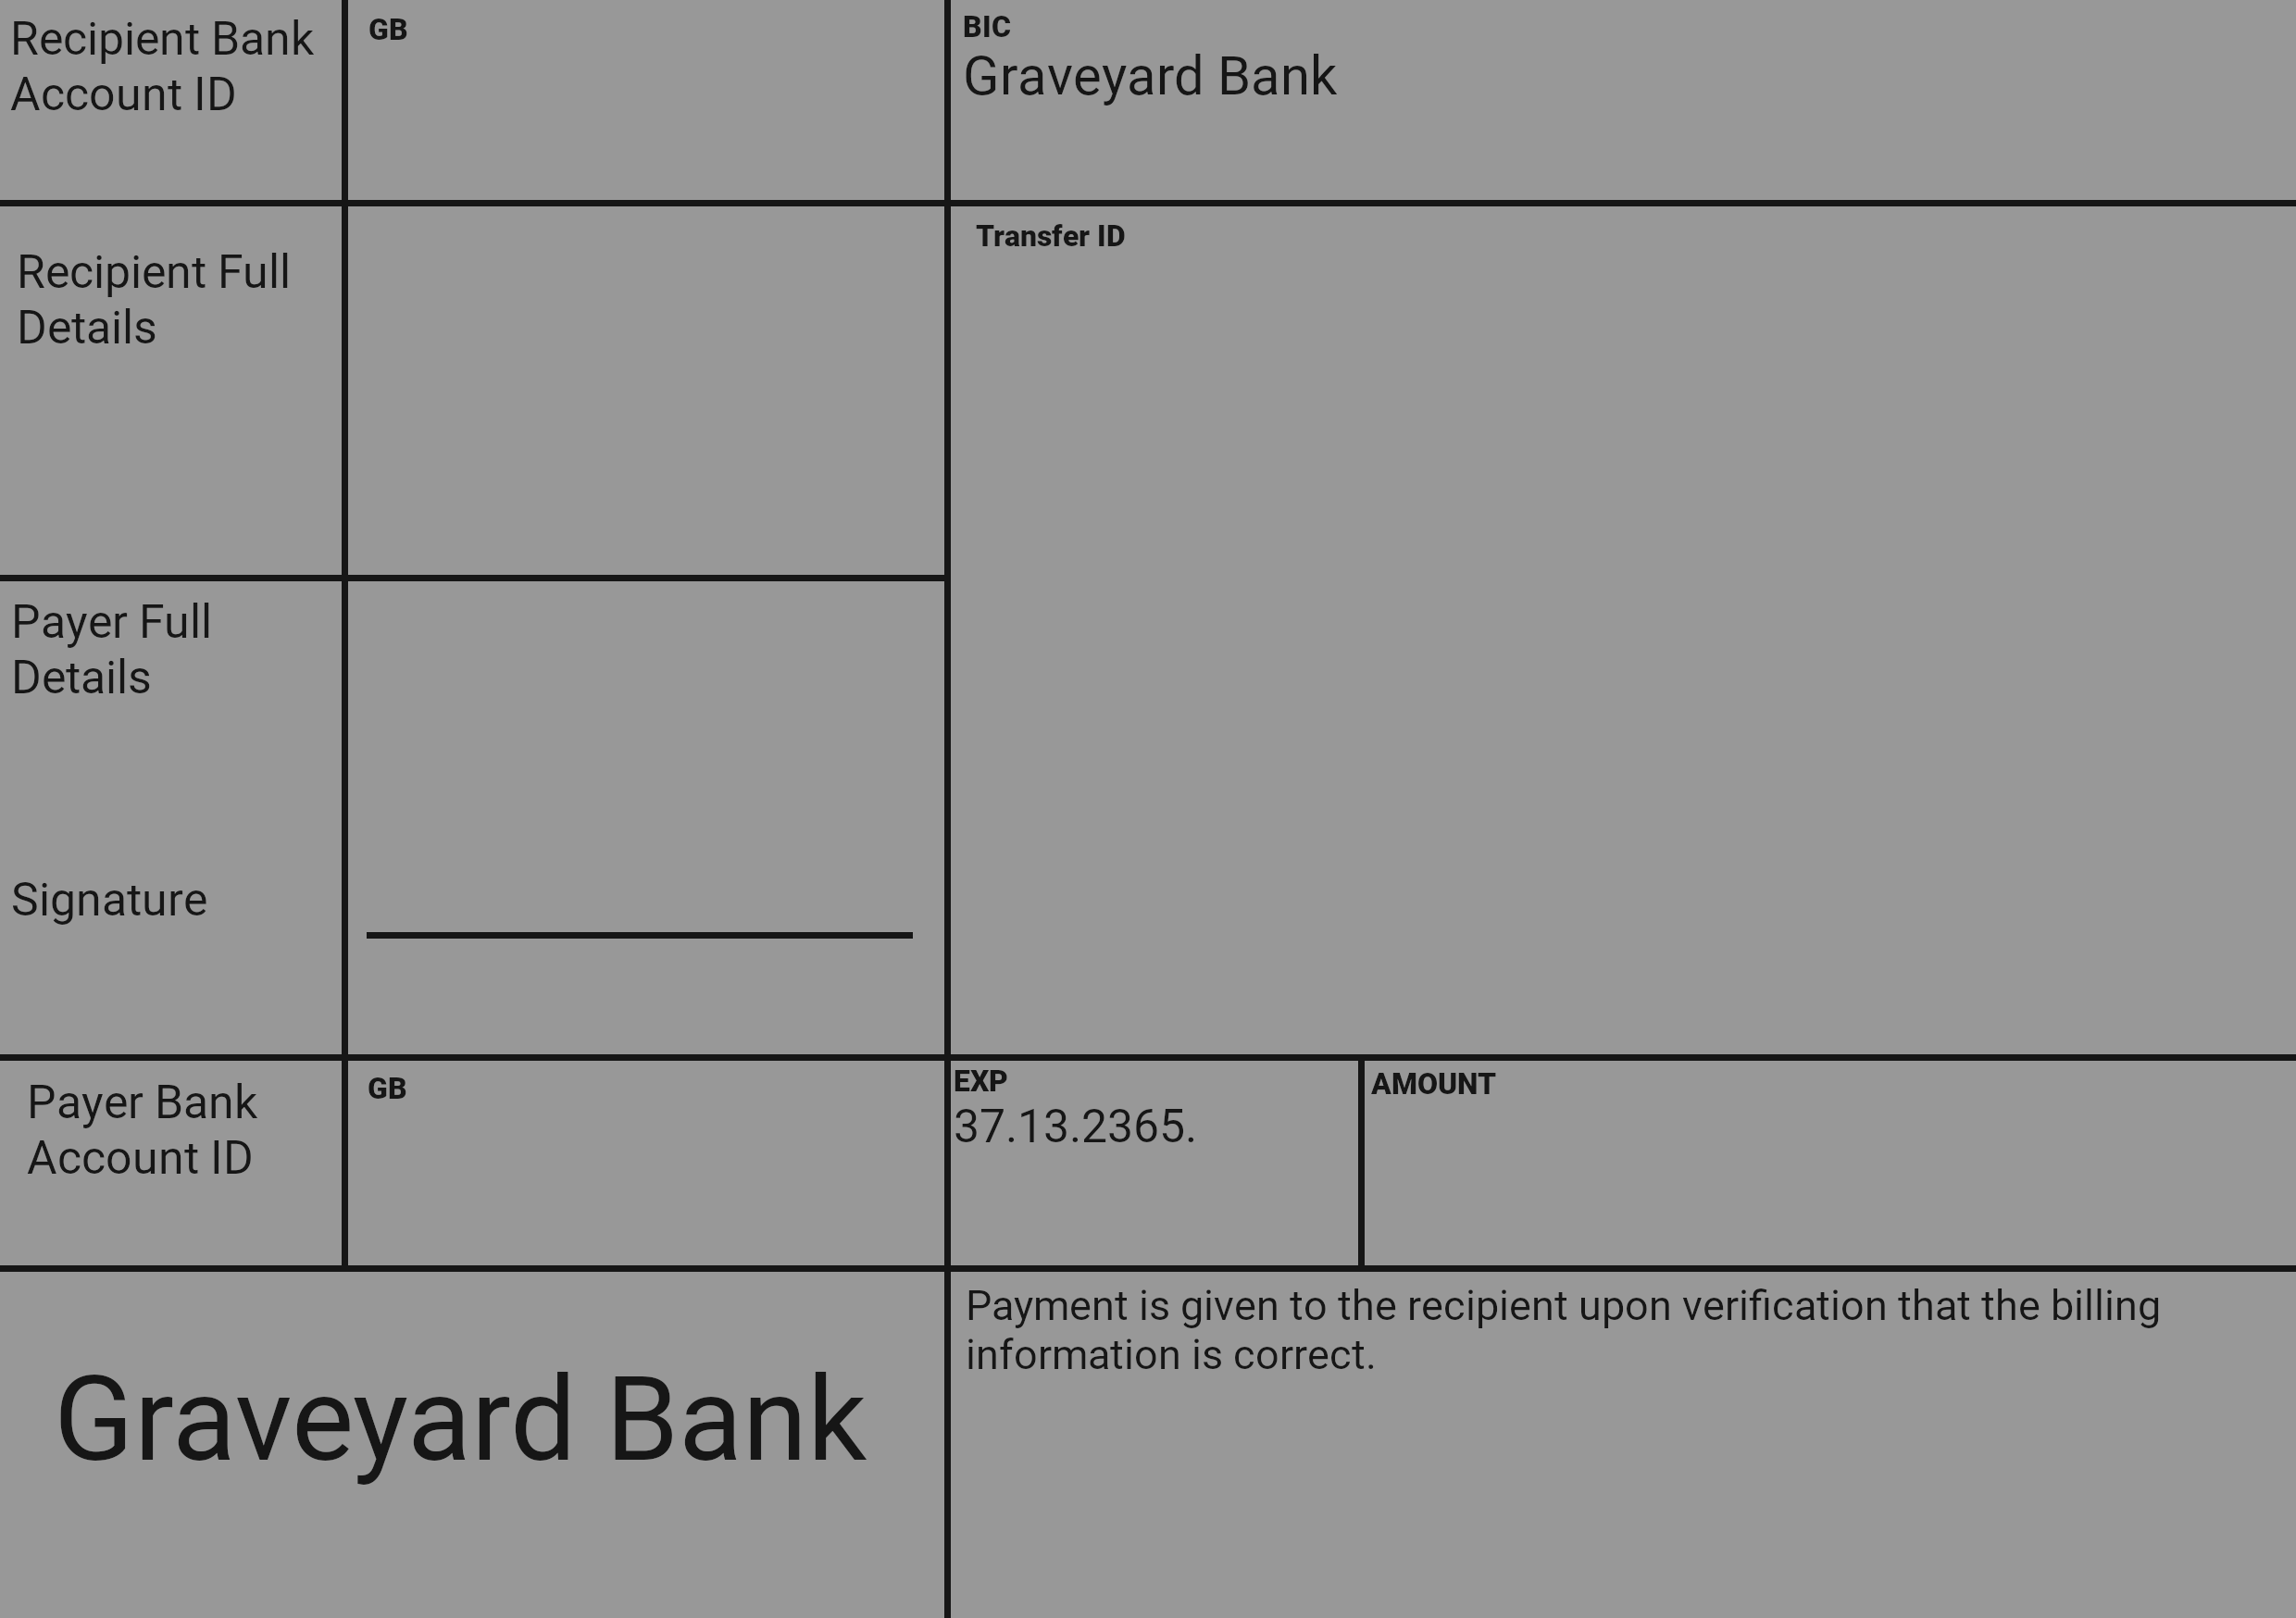 Recipient Bank
Account ID
GB
BIC
Graveyard Bank
Recipient Full
Details
Transfer ID
Payer Full
Details
Signature
Payer Bank
Account ID
GB
EXP
37.13.2365.
AMOUNT
Graveyard Bank
Payment is given to the recipient upon verification that the billing
information is correct.